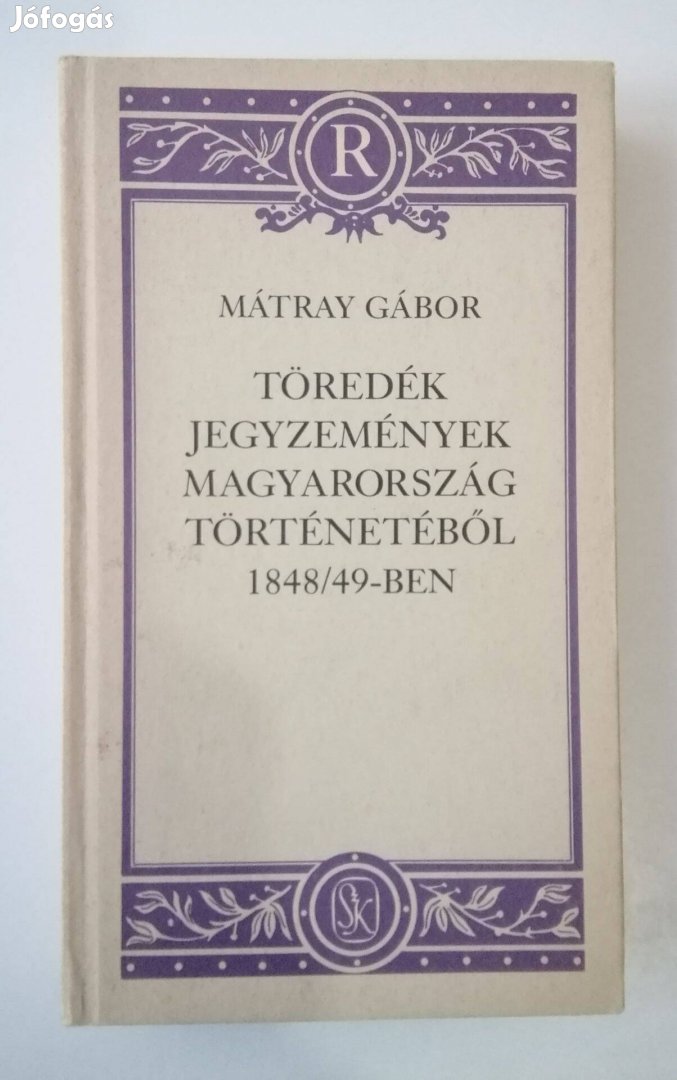 Jófogás
R
MÁTRAY GÁBOR
TÖREDÉK
JEGYZEMÉNYEK
MAGYARORSZÁG
TÖRTÉNETÉBŐL
1848/49-BEN
SK